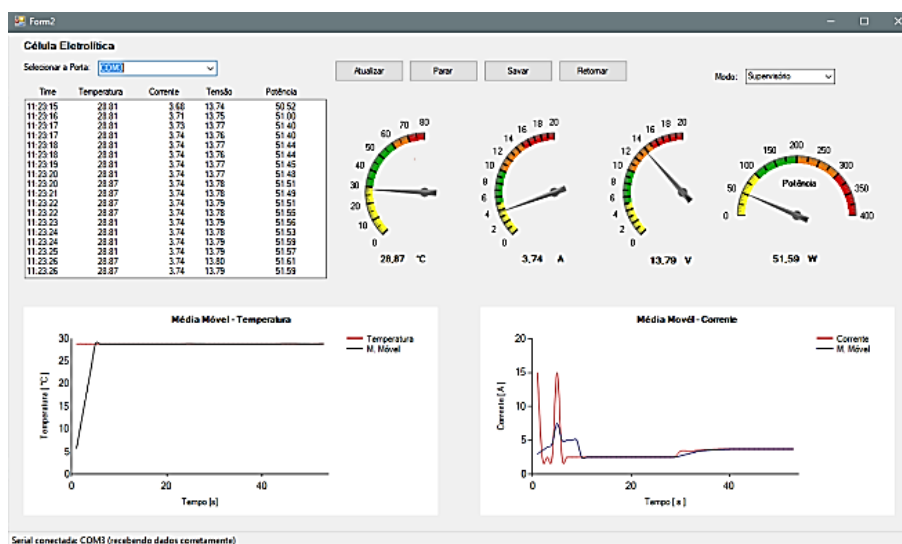 Form2
Célula Eletrolítica
Selecionar a Porta: COM3
Atualizar Parar Savar Retornar
Modo: Supervisório
Time Temperatura Corrente Tensão Potência
11:23:15 28.81 3.68 13.74 50.52
11:23:16 28.81 3.71 13.75 51.00
11:23:17 28.81 3.73 13.77 51.40
11:23:17 28.81 3.74 13.76 51.40
11:23:18 28.81 3.74 13.77 51.44
11:23:18 28.81 3.74 13.76 51.44
11:23:19 28.81 3.74 13.77 51.45
11:23:20 28.81 3.74 13.77 51.48
11:23:20 28.87 3.74 13.78 51.51
11:23:21 28.87 3.74 13.78 51.49
11:23:22 28.87 3.74 13.79 51.51
11:23:22 28.87 3.74 13.78 51.55
11:23:23 28.81 3.74 13.79 51.56
11:23:24 28.81 3.74 13.78 51.53
11:23:24 28.81 3.74 13.79 51.59
11:23:25 28.81 3.74 13.79 51.57
11:23:26 28.87 3.74 13.80 51.61
11:23:26 28.87 3.74 13.79 51.59
0 10 20 30 40 50 60 70 80
28,87 °C
0 2 4 6 8 10 12 14 16 18 20
3,74 A
0 2 4 6 8 10 12 14 16 18 20
13,79 V
0 50 100 150 200 250 300 350 400
Potência
51,59 W
Média Móvel - Temperatura
Temperatura
M. Móvel
Temperatura [°C]
30
25
20
15
10
5
0
0 20 40
Tempo [s]
Média Movél - Corrente
Corrente
M. Móvel
Corrente [A]
20
15
10
5
0
0 20 40
Tempo [s]
Serial conectada: COM3 (recebendo dados corretamente)